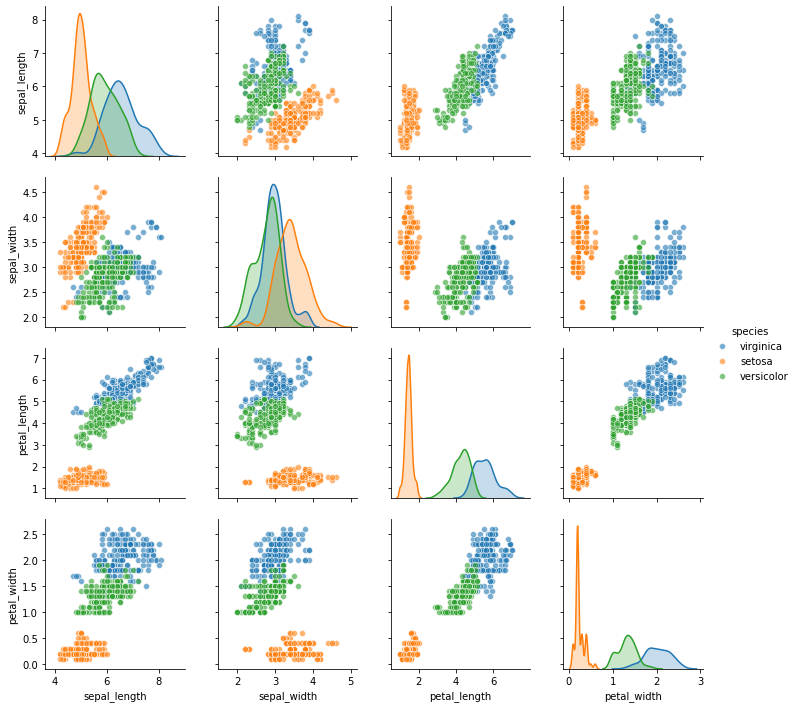 sepal_length
8
7
6
5
4
sepal_width
4.5
4.0
3.5
3.0
2.5
2.0
species
virginica
setosa
versicolor
petal_length
7
6
5
4
3
2
1
petal_width
2.5
2.0
1.5
1.0
0.5
0.0
4 6 8 2 3 4 5 2 4 6 0 1 2 3
sepal_length sepal_width petal_length petal_width